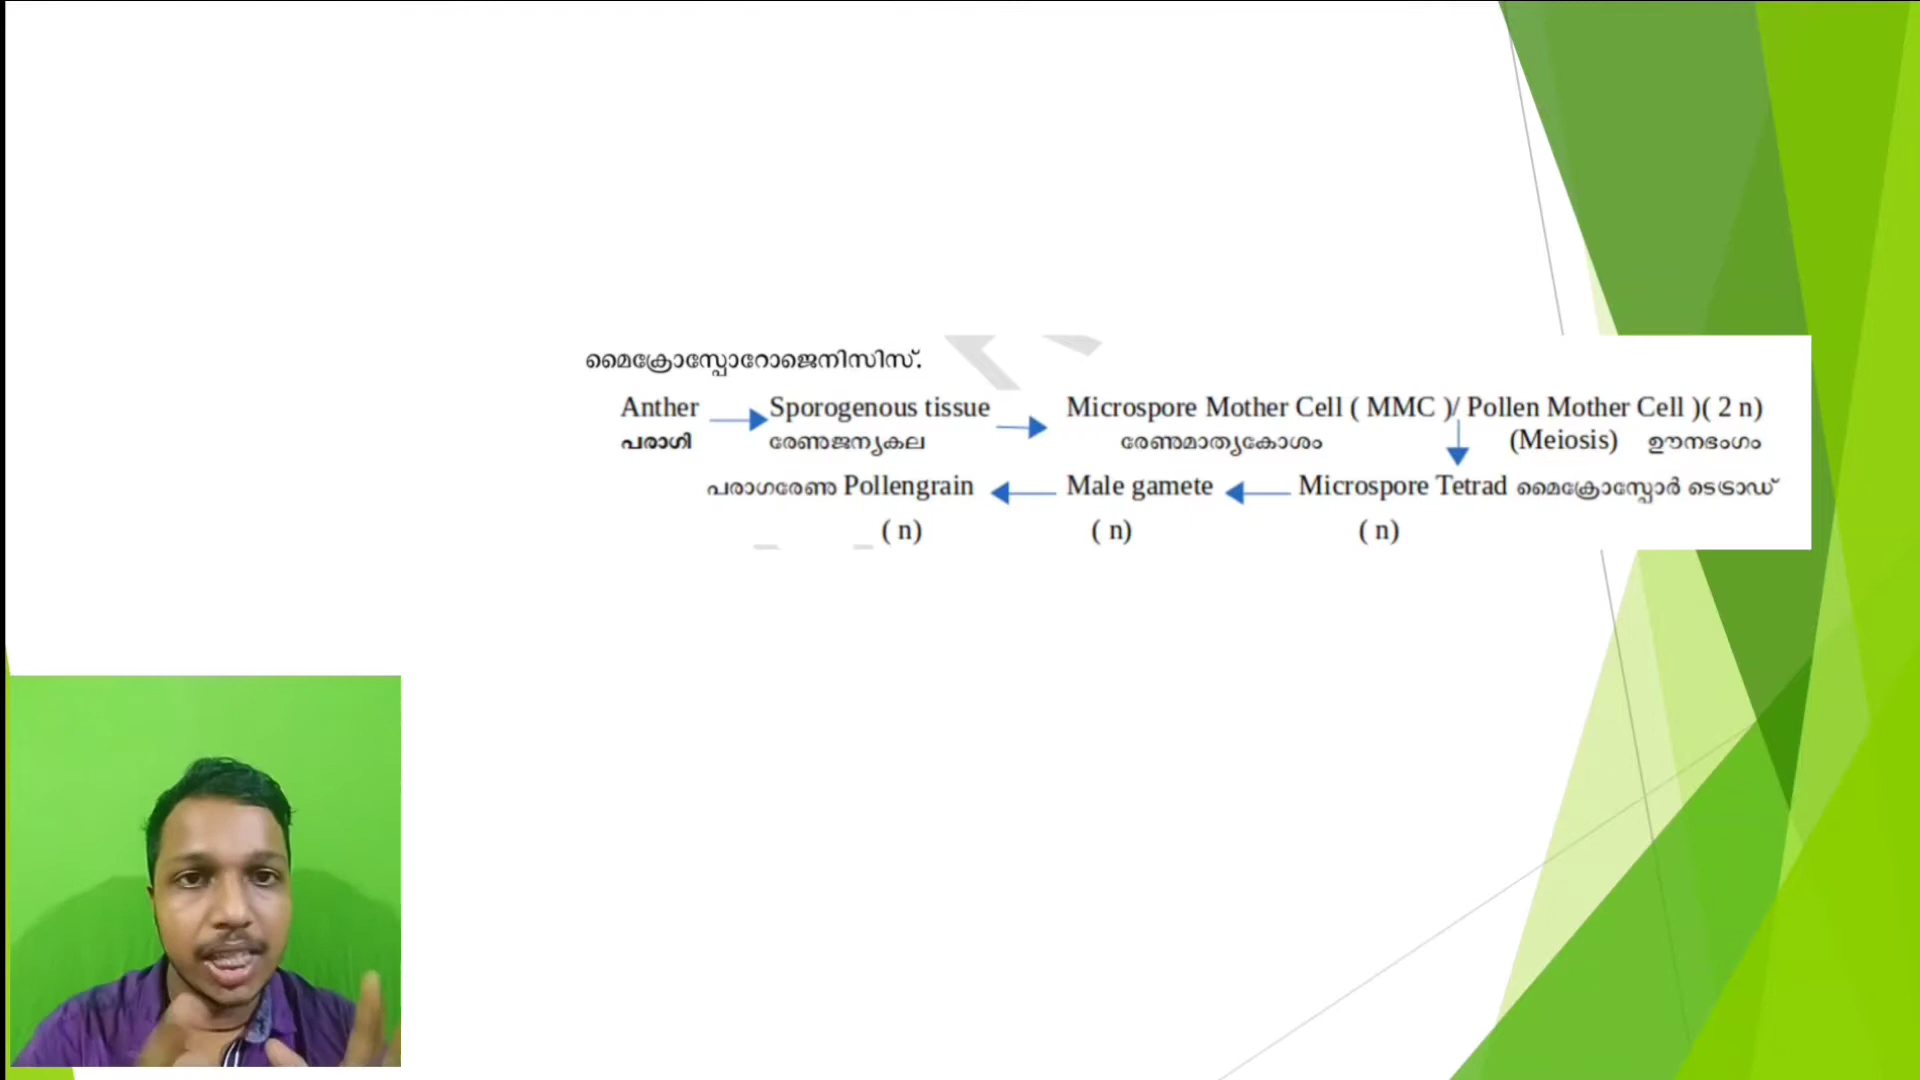 മൈക്രോസ്പോറോജെനിസിസ്.
Anther Sporogenous tissue Microspore Mother Cell ( MMC )/ Pollen Mother Cell )( 2 n)
പരാഗി രേണുജന്യകല രേണുമാതൃകോശം (Meiosis) ഊനഭംഗം
പരാഗരേണു Pollengrain Male gamete Microspore Tetrad മൈക്രോസ്പോർ ടെട്രാഡ്
( n) ( n) ( n)